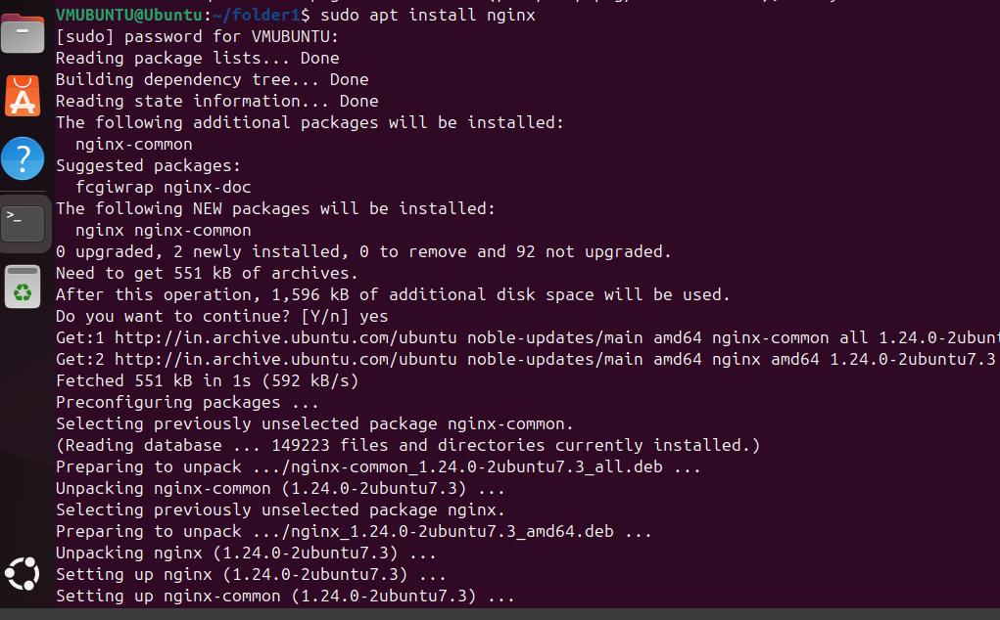 VMUBUNTU@Ubuntu:~/folder1$ sudo apt install nginx
[sudo] password for VMUBUNTU:
Reading package lists... Done
Building dependency tree... Done
Reading state information... Done
The following additional packages will be installed:
  nginx-common
Suggested packages:
  fcgiwrap nginx-doc
The following NEW packages will be installed:
  nginx nginx-common
0 upgraded, 2 newly installed, 0 to remove and 92 not upgraded.
Need to get 551 kB of archives.
After this operation, 1,596 kB of additional disk space will be used.
Do you want to continue? [Y/n] yes
Get:1 http://in.archive.ubuntu.com/ubuntu noble-updates/main amd64 nginx-common all 1.24.0-2ubunt
Get:2 http://in.archive.ubuntu.com/ubuntu noble-updates/main amd64 nginx amd64 1.24.0-2ubuntu7.3
Fetched 551 kB in 1s (592 kB/s)
Preconfiguring packages ...
Selecting previously unselected package nginx-common.
(Reading database ... 149223 files and directories currently installed.)
Preparing to unpack .../nginx-common_1.24.0-2ubuntu7.3_all.deb ...
Unpacking nginx-common (1.24.0-2ubuntu7.3) ...
Selecting previously unselected package nginx.
Preparing to unpack .../nginx_1.24.0-2ubuntu7.3_amd64.deb ...
Unpacking nginx (1.24.0-2ubuntu7.3) ...
Setting up nginx (1.24.0-2ubuntu7.3) ...
Setting up nginx-common (1.24.0-2ubuntu7.3) ...